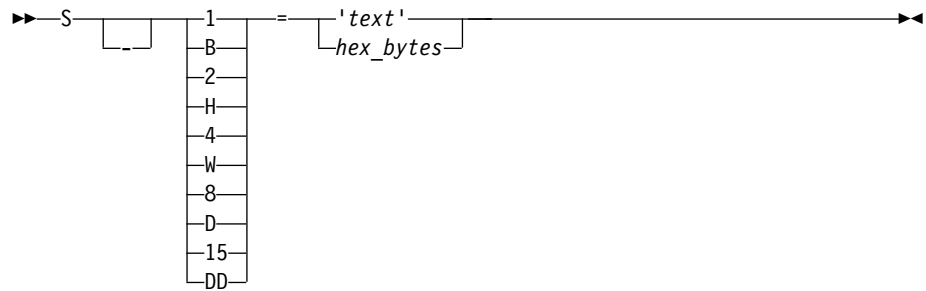 ►►—S - 1 = 'text' ►◄
B hex_bytes
2
H
4
W
8
D
15
DD